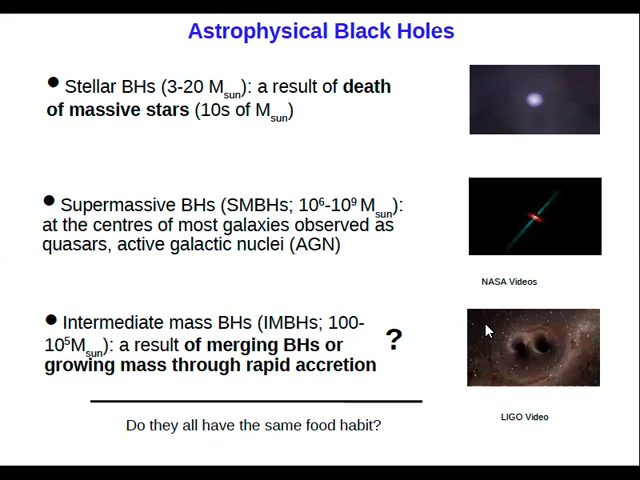 Astrophysical Black Holes
● Stellar BHs (3-20 Msun): a result of death
of massive stars (10s of Msun)
● Supermassive BHs (SMBHs; 10⁶-10⁹ Msun):
at the centres of most galaxies observed as
quasars, active galactic nuclei (AGN)
NASA Videos
● Intermediate mass BHs (IMBHs; 100-
10⁵Msun): a result of merging BHs or
growing mass through rapid accretion
?
LIGO Video
Do they all have the same food habit?